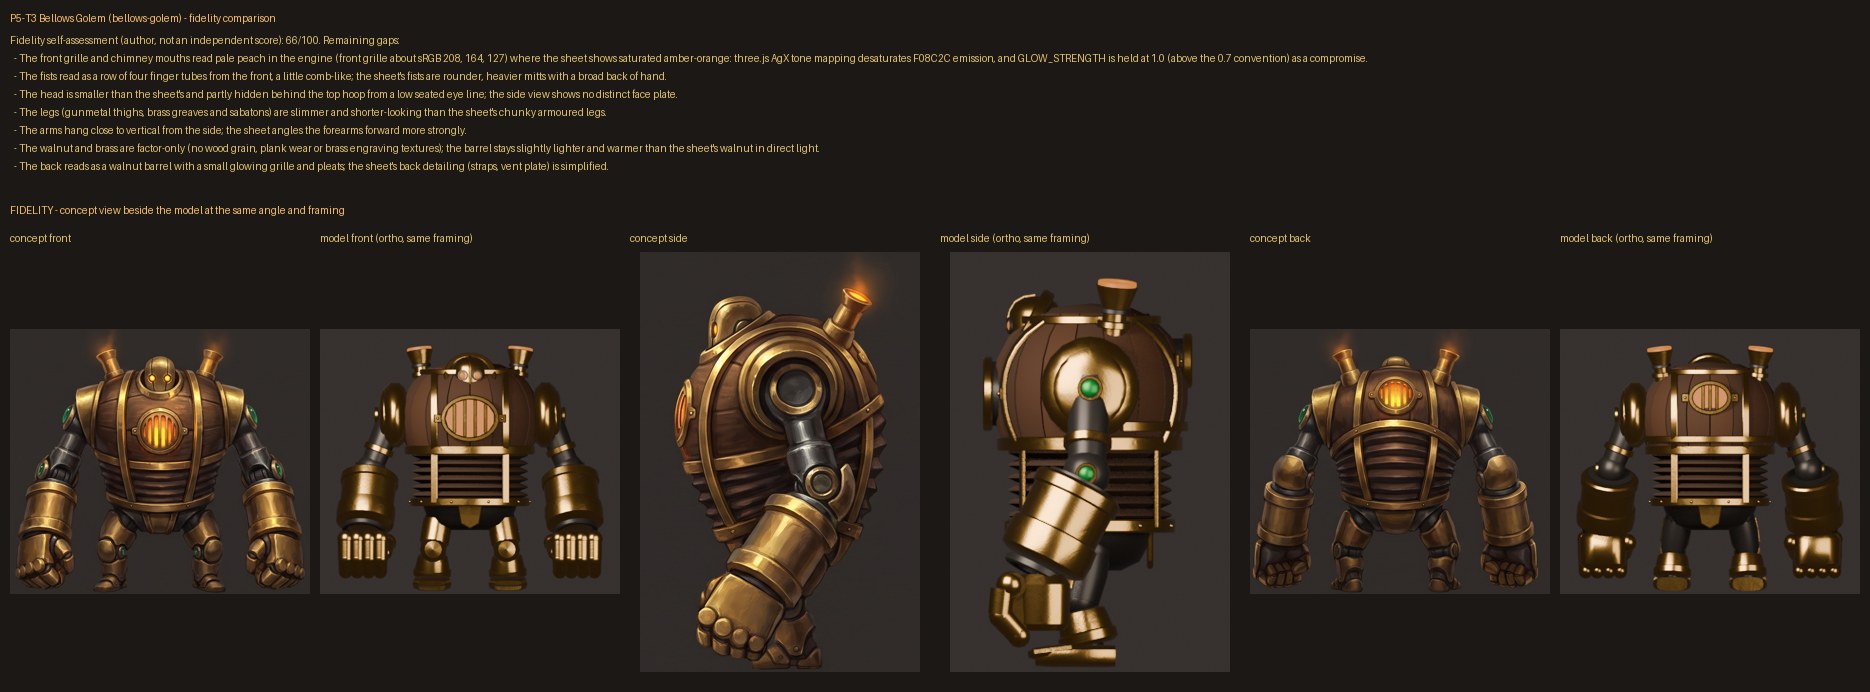 P5-T3 Bellows Golem (bellows-golem) - fidelity comparison
Fidelity self-assessment (author, not an independent score): 66/100. Remaining gaps:
- The front grille and chimney mouths read pale peach in the engine (front grille about sRGB 208, 164, 127) where the sheet shows saturated amber-orange: three.js AgX tone mapping desaturates F08C2C emission, and GLOW_STRENGTH is held at 1.0 (above the 0.7 convention) as a compromise.
- The fists read as a row of four finger tubes from the front, a little comb-like; the sheet's fists are rounder, heavier mitts with a broad back of hand.
- The head is smaller than the sheet's and partly hidden behind the top hoop from a low seated eye line; the side view shows no distinct face plate.
- The legs (gunmetal thighs, brass greaves and sabatons) are slimmer and shorter-looking than the sheet's chunky armoured legs.
- The arms hang close to vertical from the side; the sheet angles the forearms forward more strongly.
- The walnut and brass are factor-only (no wood grain, plank wear or brass engraving textures); the barrel stays slightly lighter and warmer than the sheet's walnut in direct light.
- The back reads as a walnut barrel with a small glowing grille and pleats; the sheet's back detailing (straps, vent plate) is simplified.
FIDELITY - concept view beside the model at the same angle and framing
concept front
model front (ortho, same framing)
concept side
model side (ortho, same framing)
concept back
model back (ortho, same framing)